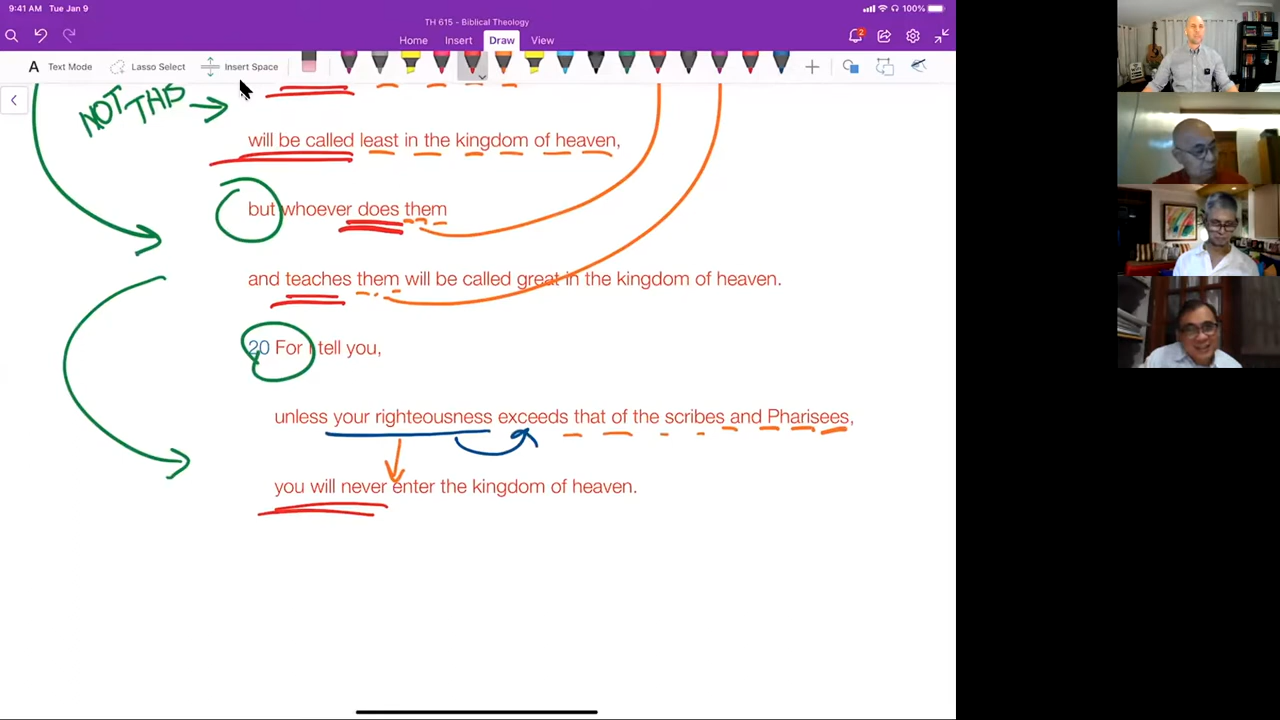 9:41 AM Tue Jan 9
100%
TH 615 - Biblical Theology
Home Insert Draw View
2
A Text Mode Lasso Select Insert Space
NOT THIS
will be called least in the kingdom of heaven,
but whoever does them
and teaches them will be called great in the kingdom of heaven.
20 For I tell you,
unless your righteousness exceeds that of the scribes and Pharisees,
you will never enter the kingdom of heaven.